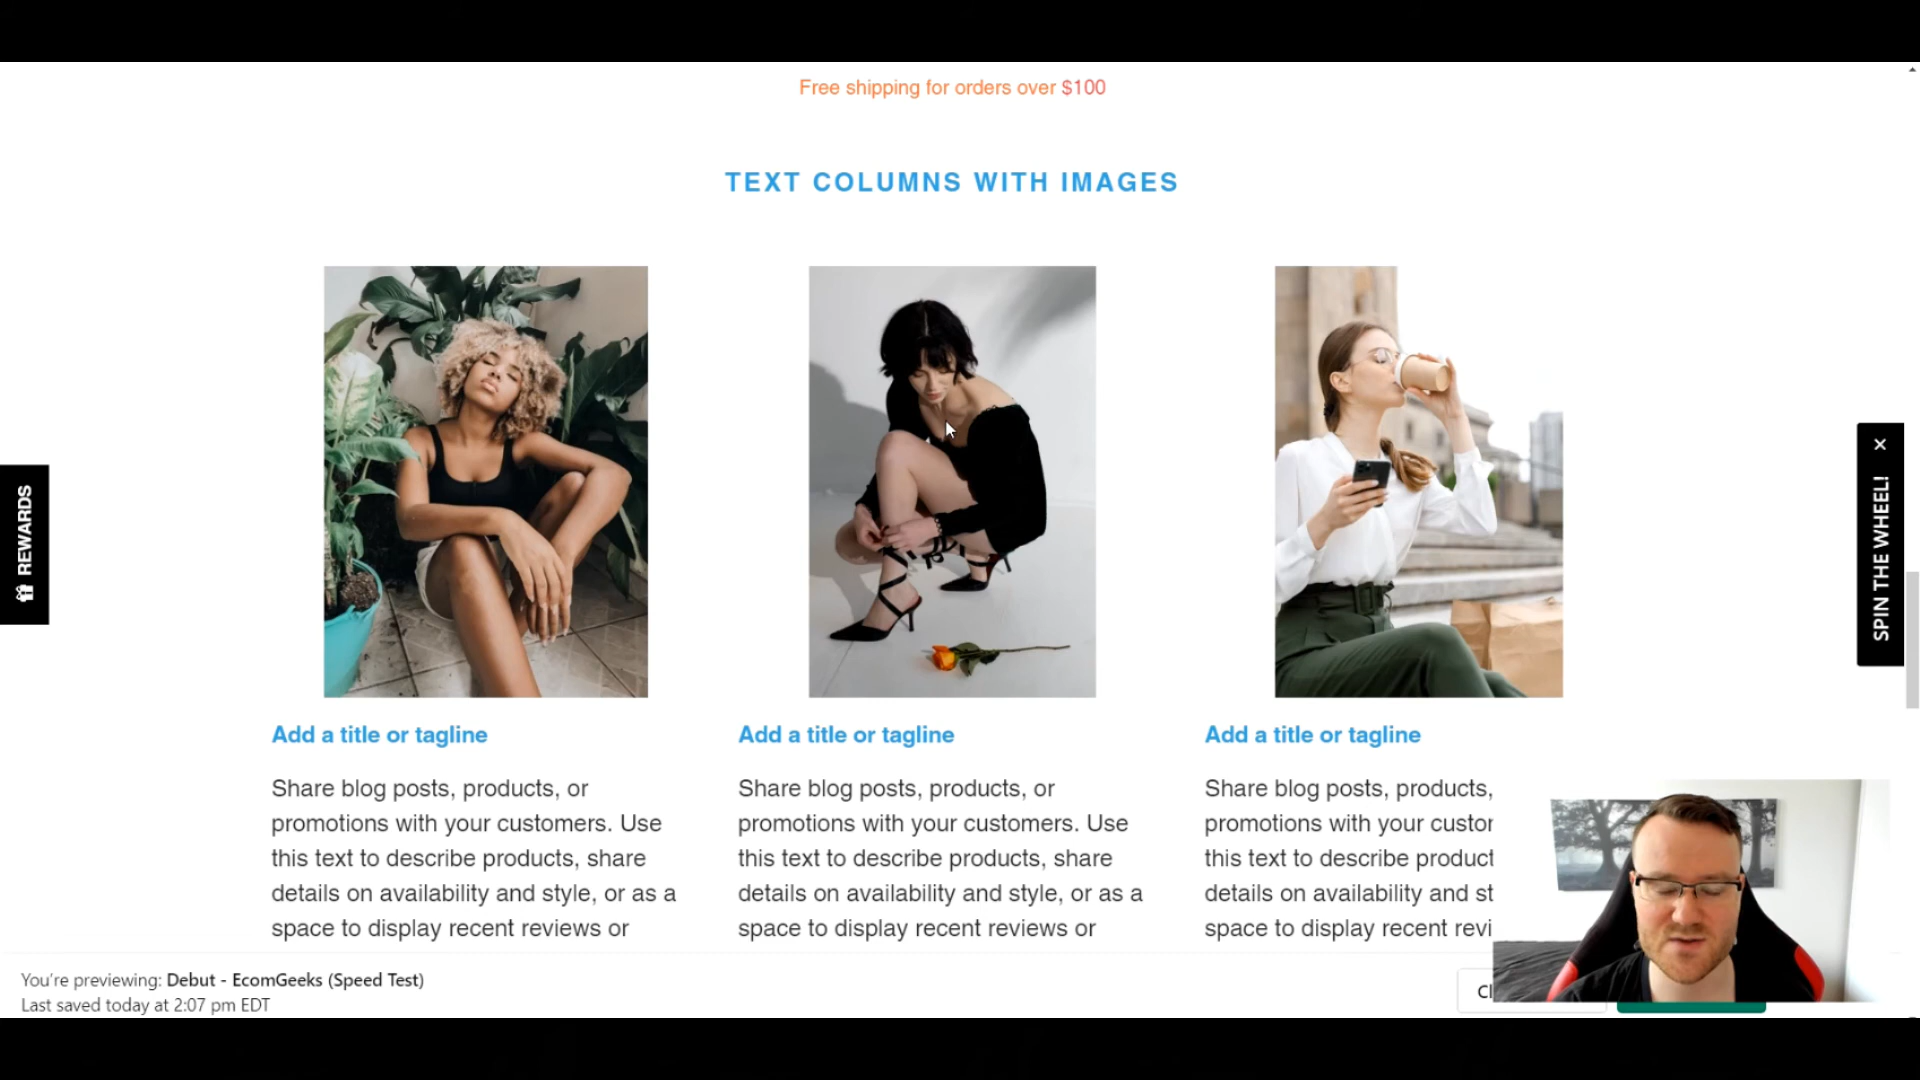 Free shipping for orders over $100
TEXT COLUMNS WITH IMAGES
REWARDS
SPIN THE WHEEL!
Add a title or tagline
Share blog posts, products, or
promotions with your customers. Use
this text to describe products, share
details on availability and style, or as a
space to display recent reviews or
Add a title or tagline
Share blog posts, products, or
promotions with your customers. Use
this text to describe products, share
details on availability and style, or as a
space to display recent reviews or
Add a title or tagline
Share blog posts, products,
promotions with your custor
this text to describe product
details on availability and st
space to display recent revi
You're previewing: Debut - EcomGeeks (Speed Test)
Last saved today at 2:07 pm EDT
Cl